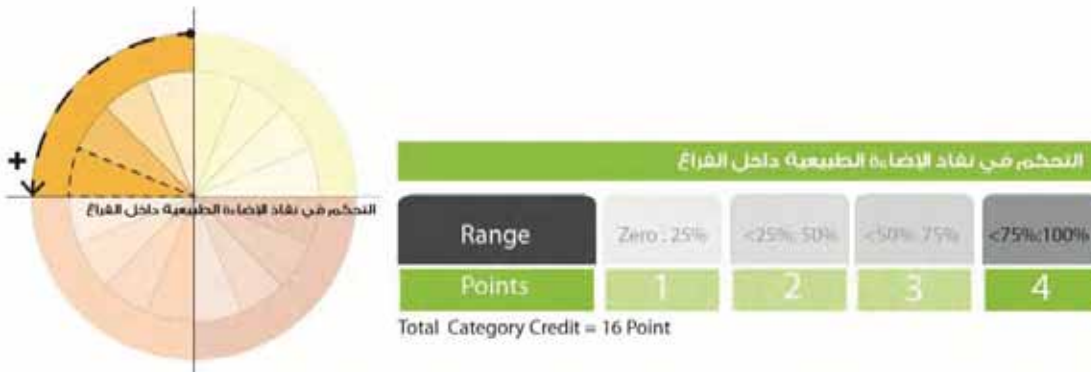 +
التحكم في نفاذ الإضاءة الطبيعية داخل الفراغ
التحكم في نفاذ الإضاءة الطبيعية داخل الفراغ
Range Zero : 25% <25%: 50% <50%: 75% <75%:100%
Points 1 2 3 4
Total Category Credit = 16 Point